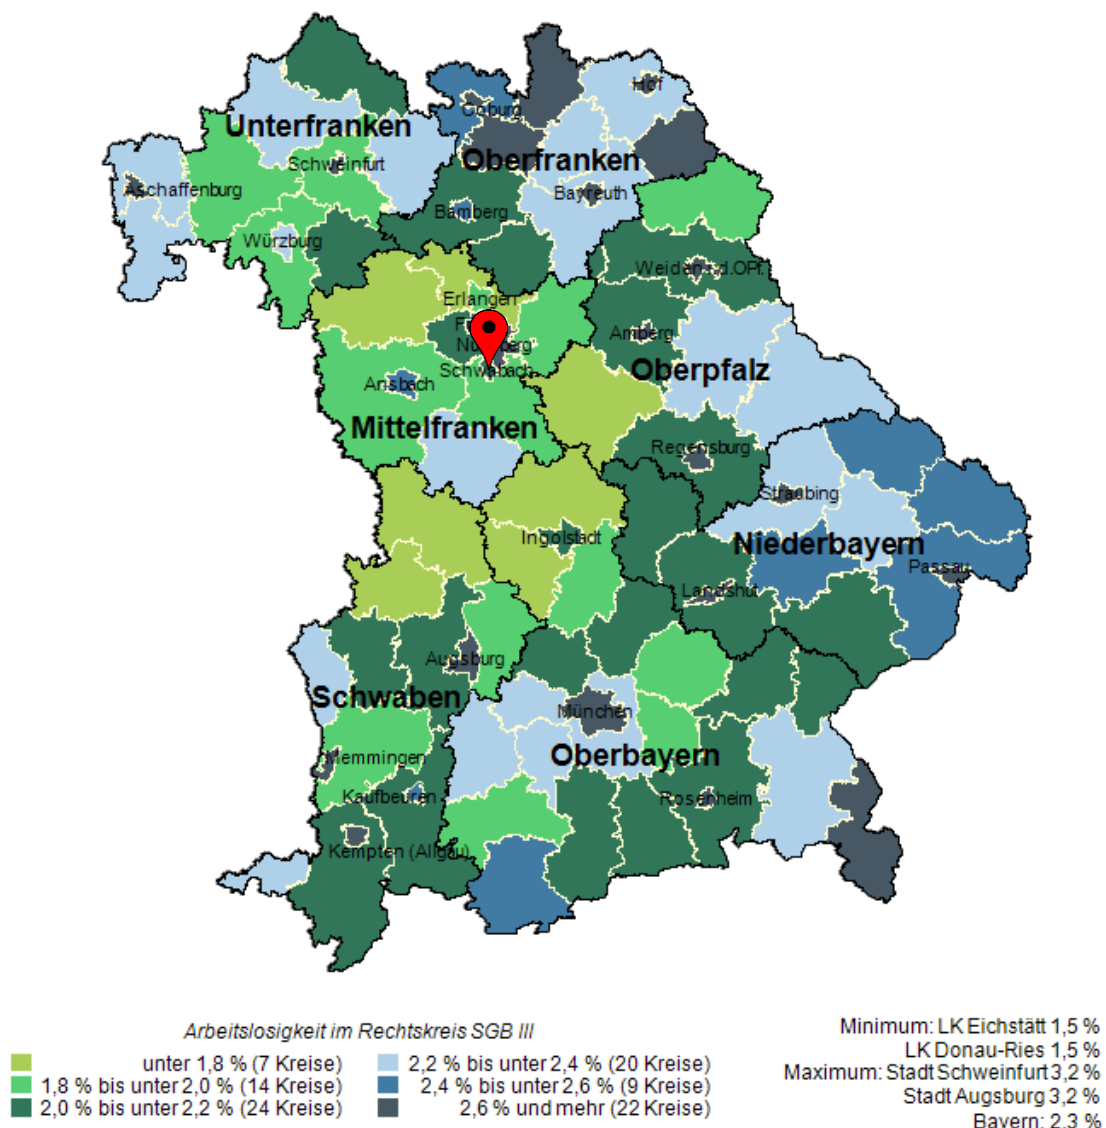 Hof
Coburg
Unterfranken
Oberfranken
Schweinfurt
Aschaffenburg
Bayreuth
Bamberg
Würzburg
Weiden i.d.OPf.
Erlangen
Amberg
Schwabach
Oberpfalz
Ansbach
Mittelfranken
Regensburg
Straubing
Ingolstadt
Niederbayern
Passau
Landshut
Augsburg
Schwaben
München
Oberbayern
Memmingen
Kaufbeuren
Rosenheim
Kempten (Allgäu)
Arbeitslosigkeit im Rechtskreis SGB III
unter 1,8 % (7 Kreise)
1,8 % bis unter 2,0 % (14 Kreise)
2,0 % bis unter 2,2 % (24 Kreise)
2,2 % bis unter 2,4 % (20 Kreise)
2,4 % bis unter 2,6 % (9 Kreise)
2,6 % und mehr (22 Kreise)
Minimum: LK Eichstätt 1,5 %
LK Donau-Ries 1,5 %
Maximum: Stadt Schweinfurt 3,2 %
Stadt Augsburg 3,2 %
Bayern: 2,3 %